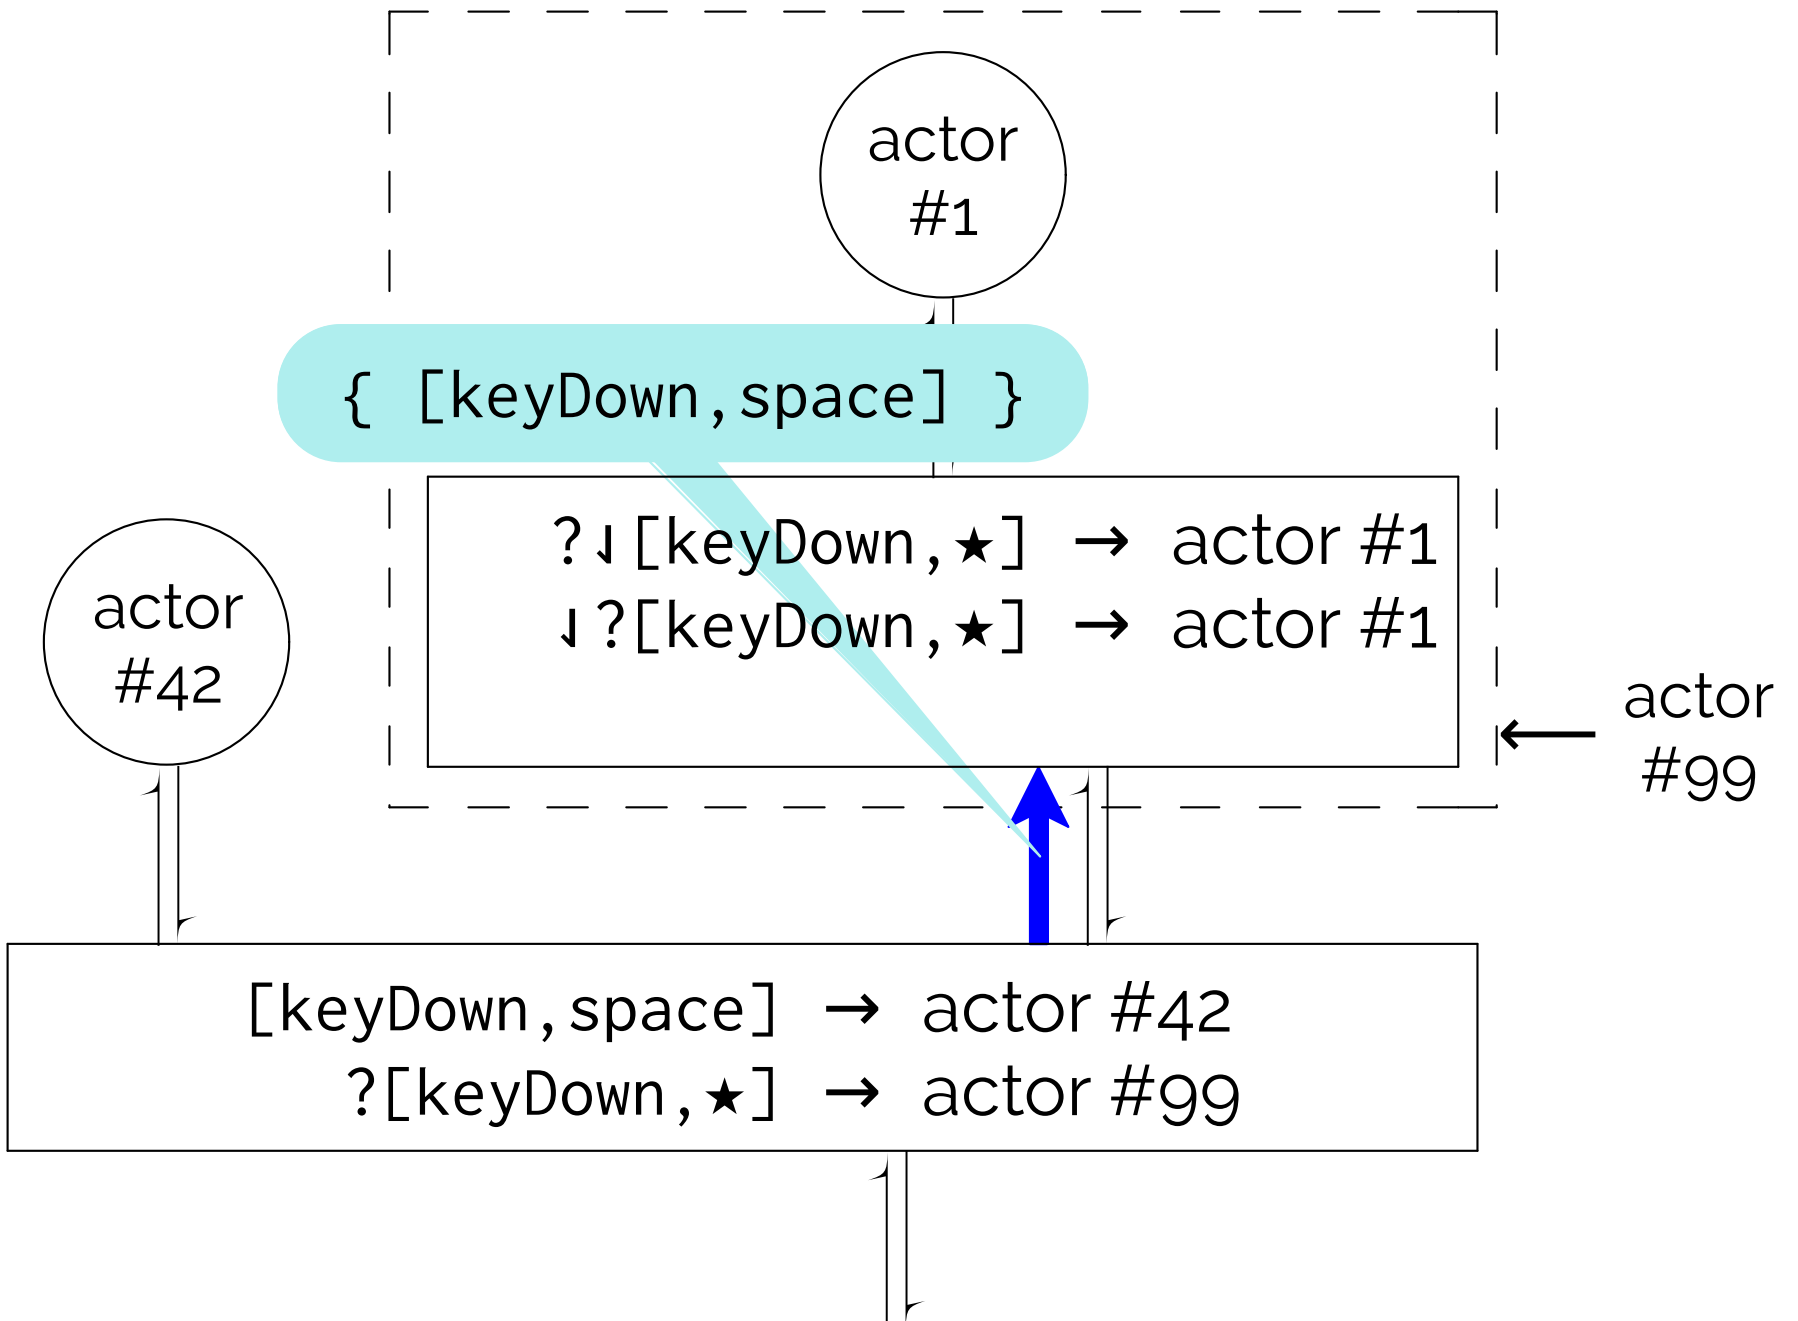 actor
#1
{ [keyDown,space] }
?⇃[keyDown,★] → actor #1
⇃?[keyDown,★] → actor #1
actor
#42
actor
#99
[keyDown,space] → actor #42
?[keyDown,★] → actor #99